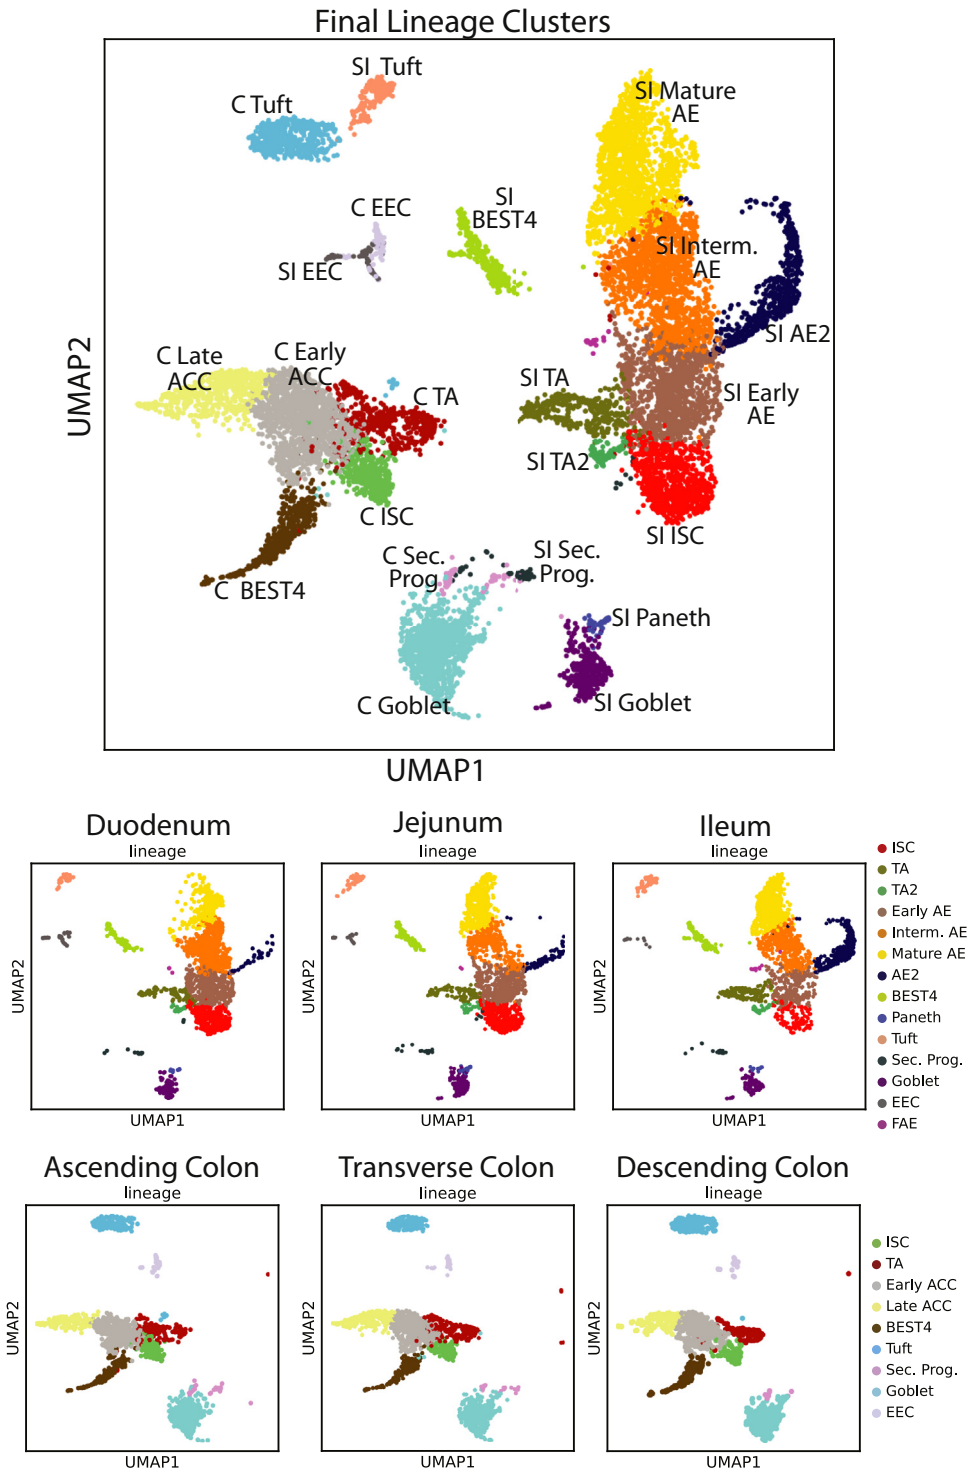 Final Lineage Clusters
SI Tuft
C Tuft
SI Mature
AE
C EEC
SI
BEST4
SI EEC
SI Interm.
AE
SI AE2
C Late
ACC
C Early
ACC
C TA
SI TA
SI Early
AE
SI TA2
C ISC
SI ISC
C BEST4
C Sec.
Prog
SI Sec.
Prog.
SI Paneth
C Goblet
SI Goblet
UMAP2
UMAP1
Duodenum
lineage
UMAP2
UMAP1
Jejunum
lineage
UMAP2
UMAP1
Ileum
lineage
UMAP2
UMAP1
ISC
TA
TA2
Early AE
Interm. AE
Mature AE
AE2
BEST4
Paneth
Tuft
Sec. Prog.
Goblet
EEC
FAE
Ascending Colon
lineage
UMAP2
UMAP1
Transverse Colon
lineage
UMAP2
UMAP1
Descending Colon
lineage
UMAP2
UMAP1
ISC
TA
Early ACC
Late ACC
BEST4
Tuft
Sec. Prog.
Goblet
EEC